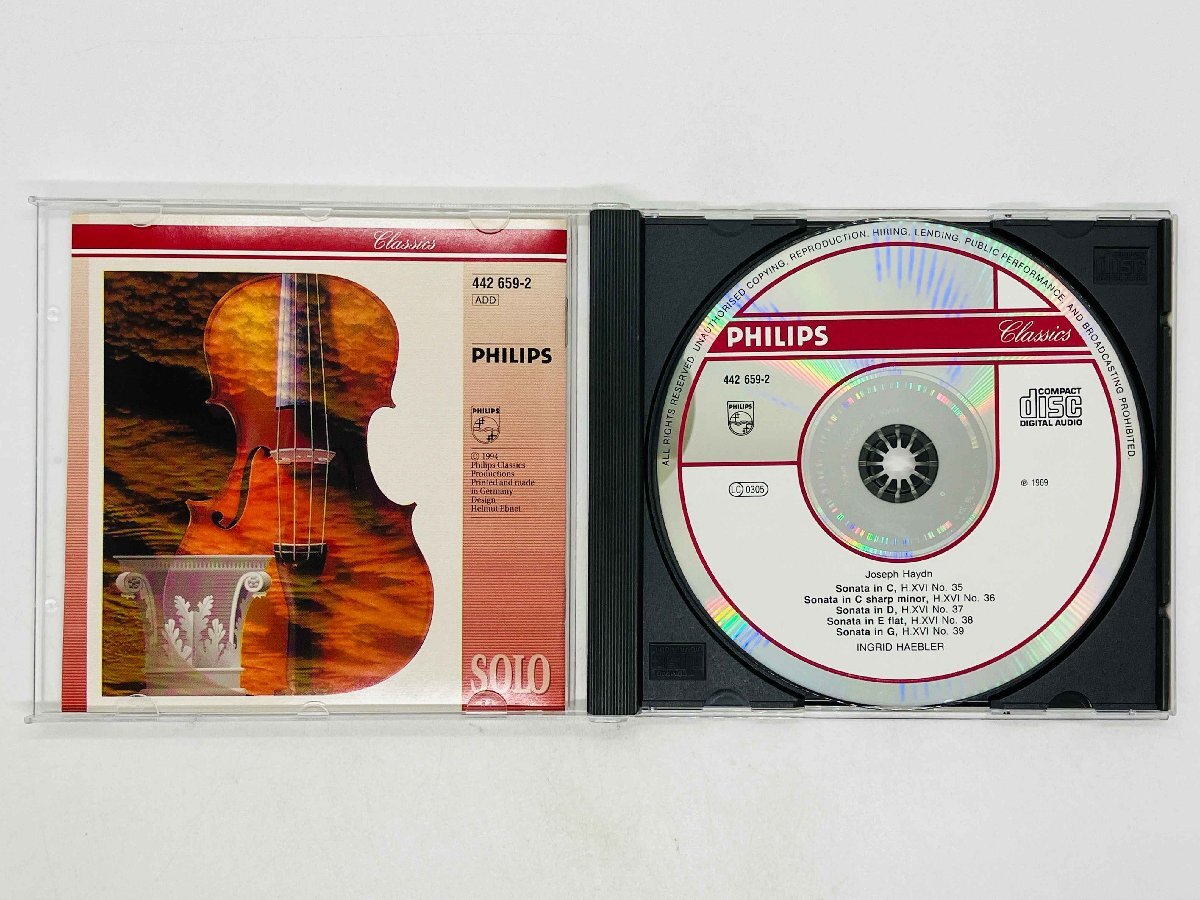 Classics
442 659-2
ADD
PHILIPS
PHILIPS
© 1994
Philips Classics
Productions
Printed and made
in Germany
Design
Helmut Ebnet
SOLO
ALL RIGHTS RESERVED. UNAUTHORISED COPYING, REPRODUCTION, HIRING, LENDING, PUBLIC PERFORMANCE, AND BROADCASTING PROHIBITED.
PHILIPS
Classics
442 659-2
PHILIPS
COMPACT
disc
DIGITAL AUDIO
LC 0305
℗ 1969
Joseph Haydn
Sonata in C, H.XVI No. 35
Sonata in C sharp minor, H.XVI No. 36
Sonata in D, H.XVI No. 37
Sonata in E flat, H.XVI No. 38
Sonata in G, H.XVI No. 39
INGRID HAEBLER